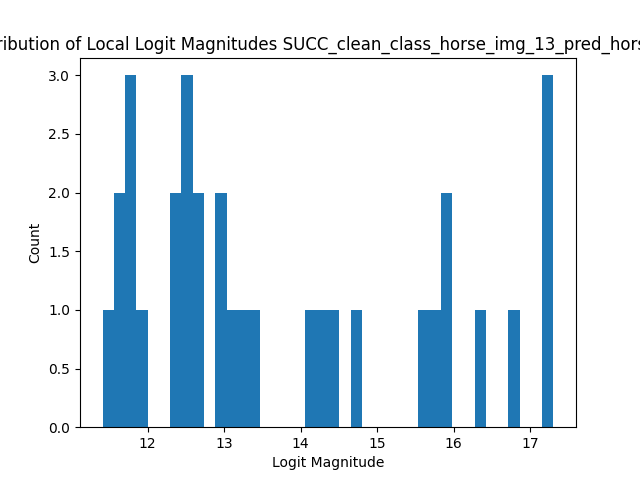 ribution of Local Logit Magnitudes SUCC_clean_class_horse_img_13_pred_hors
3.0
2.5
2.0
1.5
1.0
0.5
0.0
Count
12 13 14 15 16 17
Logit Magnitude